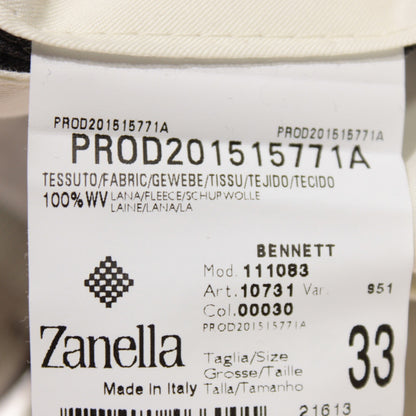 PROD201515771A
PROD201515771A
PROD201515771A
TESSUTO/FABRIC/GEWEBE/TISSU/TEJIDO/TECIDO
100%WV LANA/FLEECE/SCHURWOLLE
LAINE/LANA/LA
BENNETT
Mod. 111083
Art. 10731 Var. 951
Col. 00030
PROD201515771A
Zanella
Made in Italy
Taglia/Size
Grosse/Taille
Talla/Tamanho
33
21613